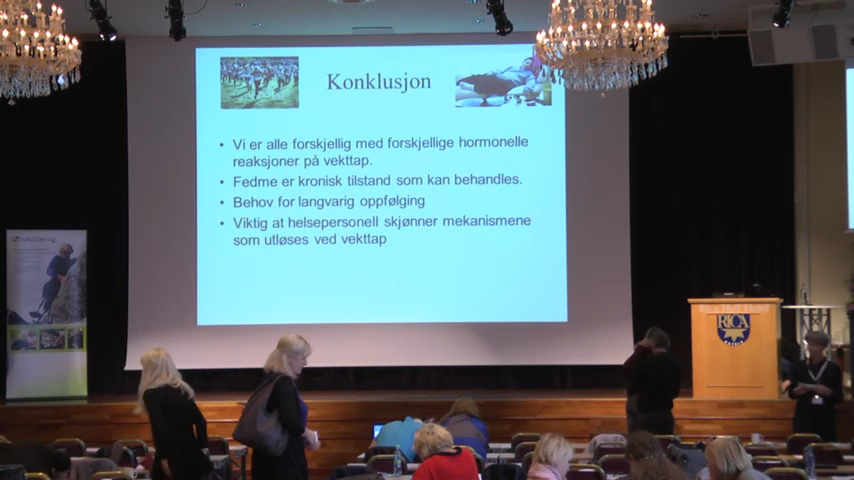 Konklusjon
• Vi er alle forskjellig med forskjellige hormonelle
reaksjoner på vekttap.
• Fedme er kronisk tilstand som kan behandles.
• Behov for langvarig oppfølging
• Viktig at helsepersonell skjønner mekanismene
som utløses ved vekttap
RICA